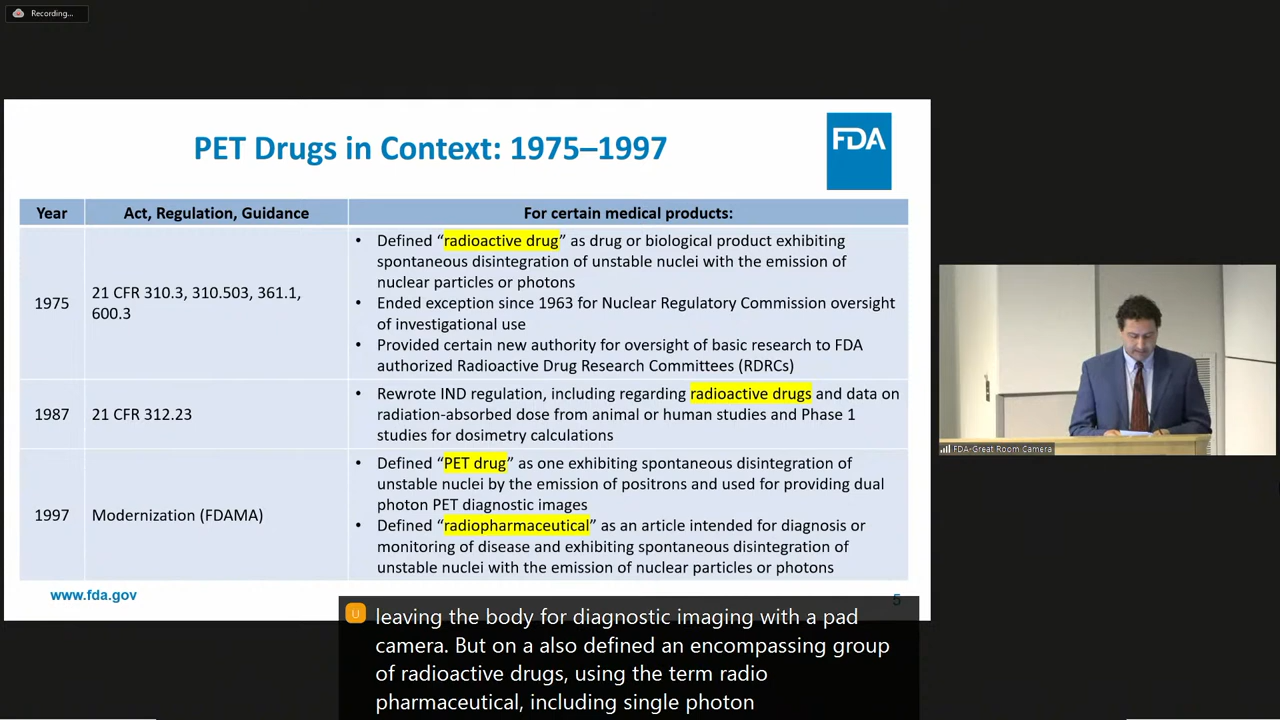 Recording...
PET Drugs in Context: 1975–1997
FDA
Year
Act, Regulation, Guidance
For certain medical products:
1975
21 CFR 310.3, 310.503, 361.1,
600.3
• Defined “radioactive drug” as drug or biological product exhibiting
spontaneous disintegration of unstable nuclei with the emission of
nuclear particles or photons
• Ended exception since 1963 for Nuclear Regulatory Commission oversight
of investigational use
• Provided certain new authority for oversight of basic research to FDA
authorized Radioactive Drug Research Committees (RDRCs)
1987
21 CFR 312.23
• Rewrote IND regulation, including regarding radioactive drugs and data on
radiation-absorbed dose from animal or human studies and Phase 1
studies for dosimetry calculations
1997
Modernization (FDAMA)
• Defined “PET drug” as one exhibiting spontaneous disintegration of
unstable nuclei by the emission of positrons and used for providing dual
photon PET diagnostic images
• Defined “radiopharmaceutical” as an article intended for diagnosis or
monitoring of disease and exhibiting spontaneous disintegration of
unstable nuclei with the emission of nuclear particles or photons
www.fda.gov
5
FDA-Great Room Camera
U
leaving the body for diagnostic imaging with a pad
camera. But on a also defined an encompassing group
of radioactive drugs, using the term radio
pharmaceutical, including single photon